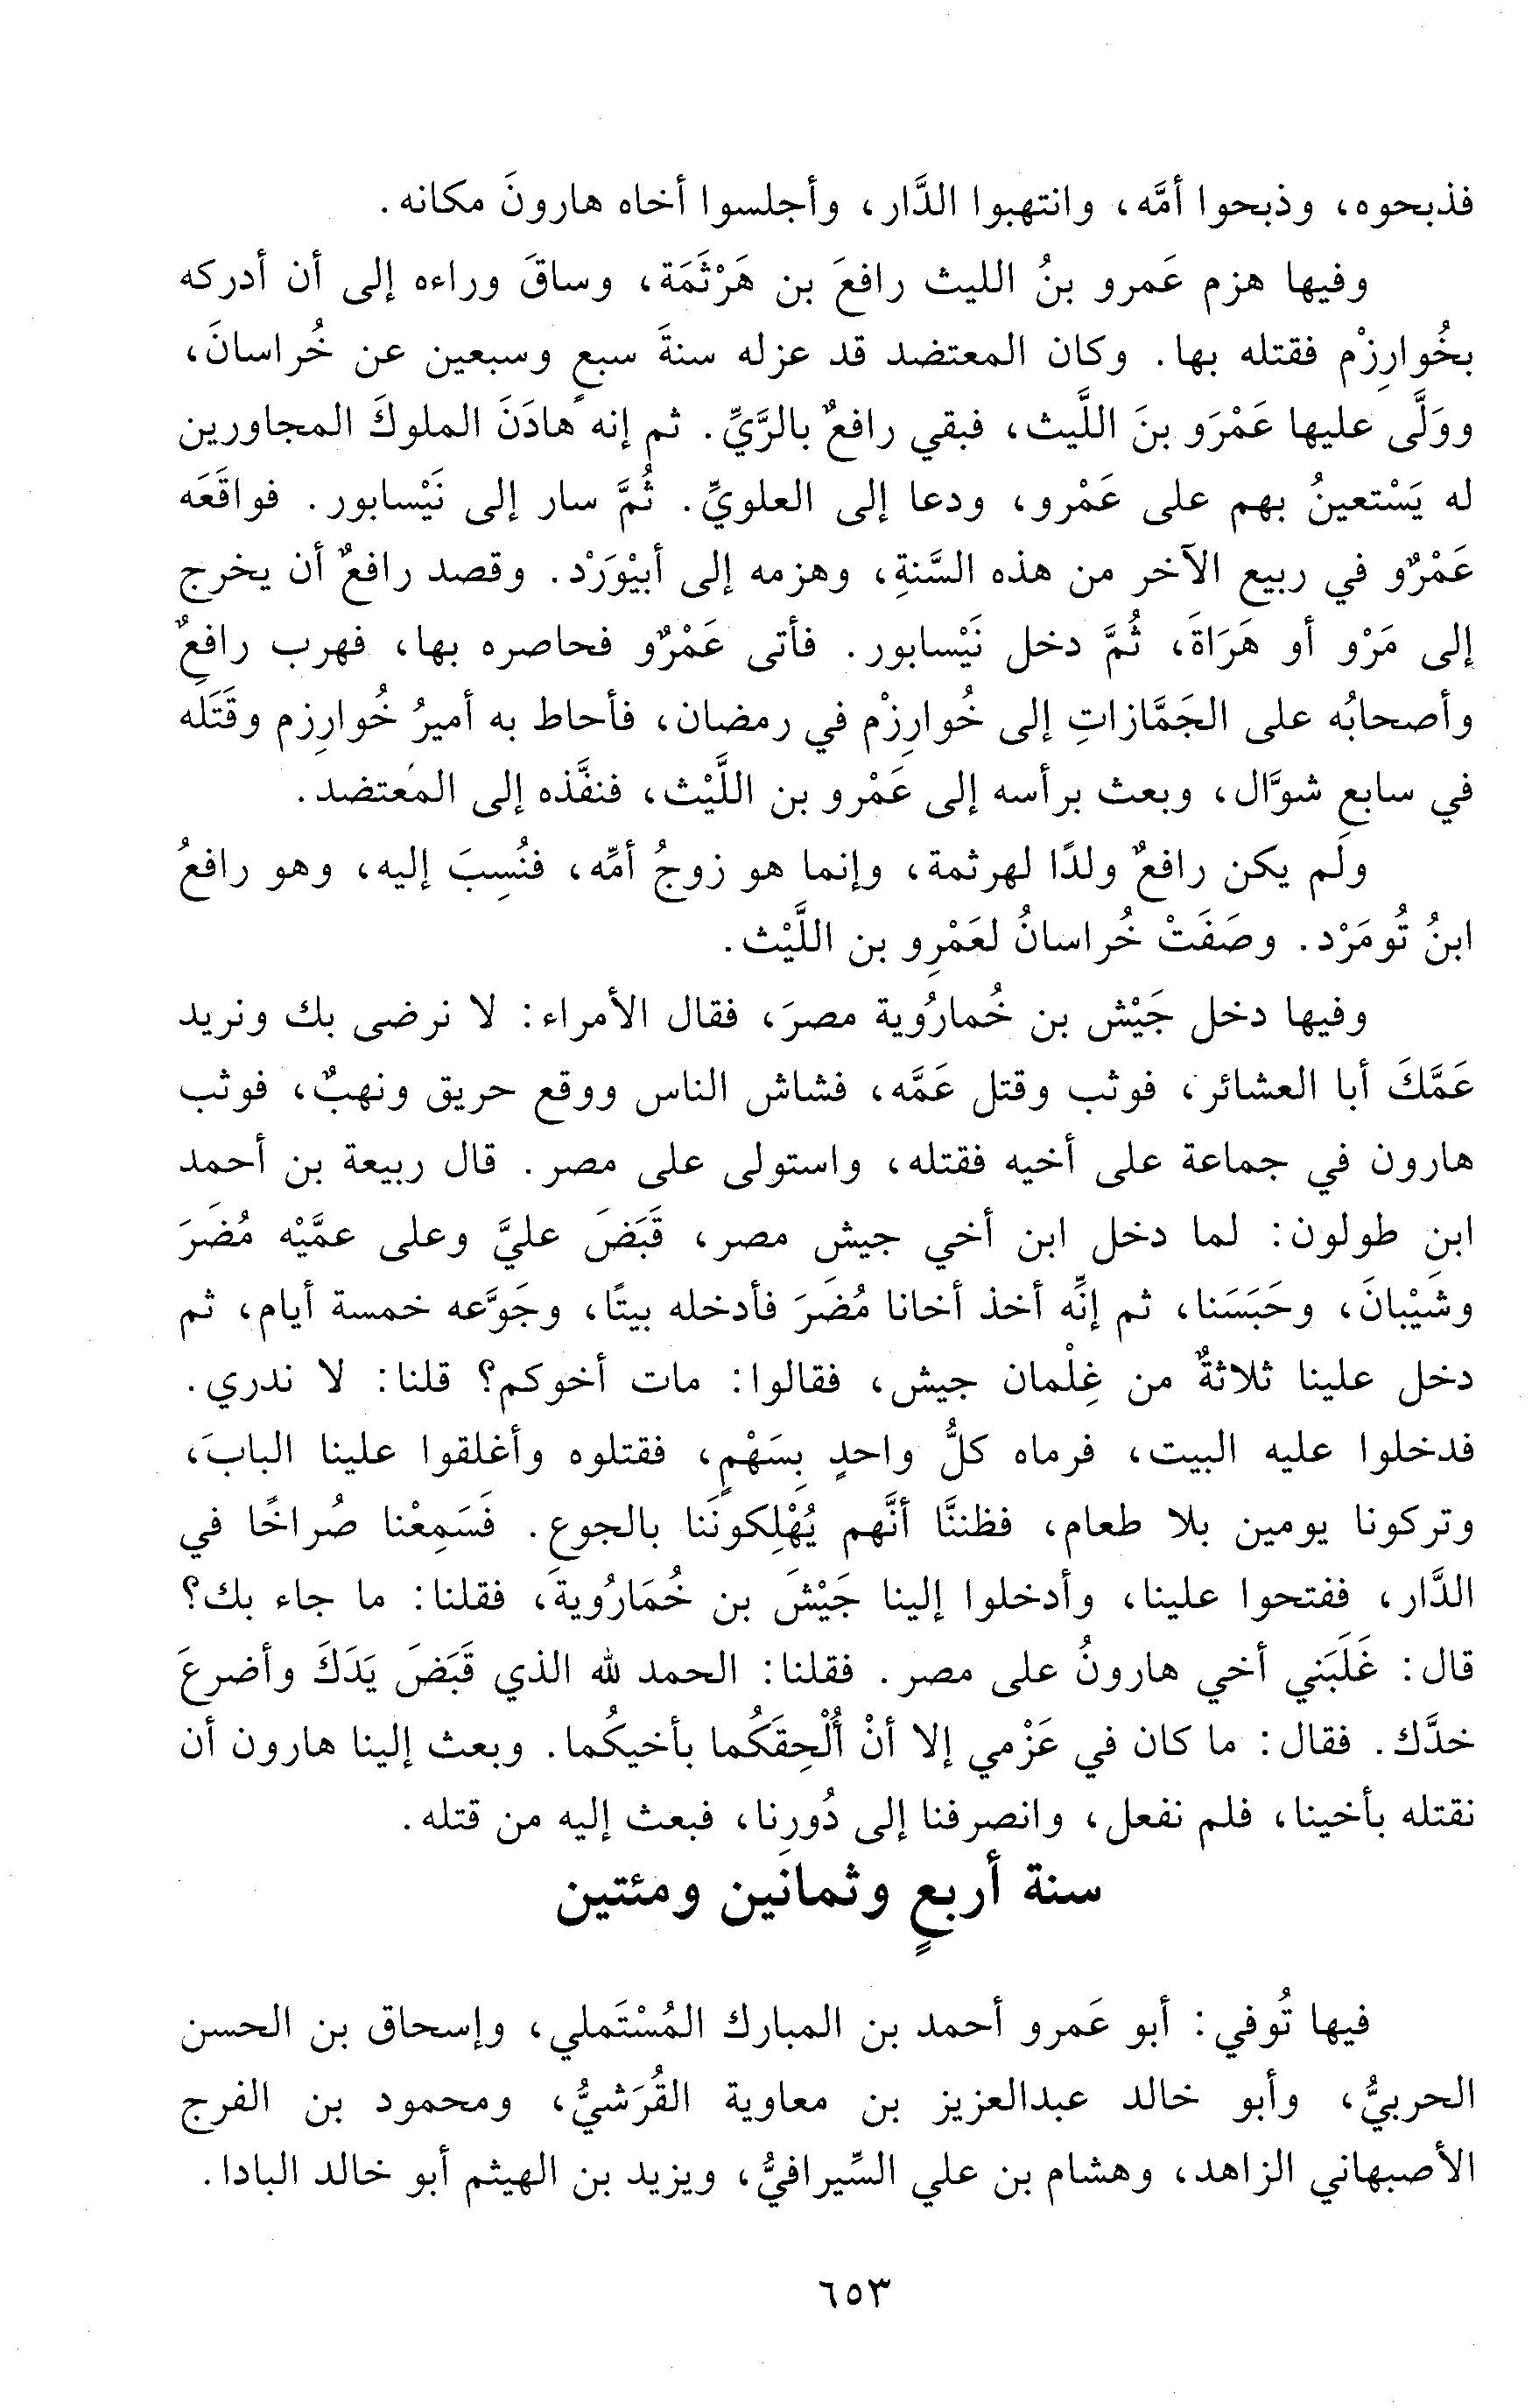 فذبحوه، وذبحوا أمَّه، وانتهبوا الدَّار، وأجلسوا أخاه هارونَ مكانه.
وفيها هزم عَمرو بنُ الليث رافعَ بن هَرْثَمَة، وساقَ وراءه إلى أن أدركه
بخُوارِزْم فقتله بها. وكان المعتضد قد عزله سنةَ سبعٍ وسبعين عن خُراسانَ،
ووَلَّى عليها عَمْرَو بنَ اللَّيث، فبقي رافعٌ بالرَّيِّ. ثم إنه هادَنَ الملوكَ المجاورين
له يَسْتعينُ بهم على عَمْرو، ودعا إلى العلويِّ. ثُمَّ سار إلى نَيْسابور. فواقَعَه
عَمْرٌو في ربيع الآخر من هذه السَّنةِ، وهزمه إلى أبيْوَرْد. وقصد رافعٌ أن يخرج
إلى مَرْو أو هَرَاةَ، ثُمَّ دخل نَيْسابور. فأتى عَمْرٌو فحاصره بها، فهرب رافعٌ
وأصحابُه على الجَمَّازاتِ إلى خُوارِزْم في رمضان، فأحاط به أميرُ خُوارِزم وقَتَله
في سابع شوَّال، وبعث برأسه إلى عَمْرو بن اللَّيْث، فنفَّذه إلى المعتضد.
ولم يكن رافعٌ ولدًا لهرثمة، وإنما هو زوجُ أمِّه، فنُسِبَ إليه، وهو رافعُ
ابنُ تُومَرْد. وصَفَتْ خُراسانُ لعَمْرِو بن اللَّيْث.
وفيها دخل جَيْش بن خُمارُوية مصرَ، فقال الأمراء: لا نرضى بك ونريد
عَمَّكَ أبا العشائر، فوثب وقتل عَمَّه، فشاش الناس ووقع حريق ونهبٌ، فوثب
هارون في جماعة على أخيه فقتله، واستولى على مصر. قال ربيعة بن أحمد
ابنِ طولون: لما دخل ابن أخي جيش مصر، قَبَضَ عليَّ وعلى عمَّيْه مُضَرَ
وشَيْبانَ، وحَبَسَنا، ثم إنِّه أخذ أخانا مُضَرَ فأدخله بيتًا، وجَوَّعه خمسة أيام، ثم
دخل علينا ثلاثةٌ من غِلْمان جيش، فقالوا: مات أخوكم؟ قلنا: لا ندري.
فدخلوا عليه البيت، فرماه كلُّ واحدٍ بِسَهْمٍ، فقتلوه وأغلقوا علينا البابَ،
وتركونا يومين بلا طعام، فظننَّا أنَّهم يُهْلِكونَنا بالجوع. فَسَمِعْنا صُراخًا في
الدَّار، ففتحوا علينا، وأدخلوا إلينا جَيْشَ بن خُمَارُويةَ، فقلنا: ما جاء بك؟
قال: غَلَبَني أخي هارونُ على مصر. فقلنا: الحمد لله الذي قَبَضَ يَدَكَ وأضرعَ
خدَّك. فقال: ما كان في عَزْمي إلا أنْ أُلْحِقَكُما بأخيكُما. وبعث إلينا هارون أن
نقتله بأخينا، فلم نفعل، وانصرفنا إلى دُورِنا، فبعث إليه من قتله.
سنة أربعٍ وثمانين ومئتين
فيها تُوفي: أبو عَمرو أحمد بن المبارك المُسْتَملي، وإسحاق بن الحسن
الحربيُّ، وأبو خالد عبدالعزيز بن معاوية القُرَشيُّ، ومحمود بن الفرج
الأصبهاني الزاهد، وهشام بن علي السِّيرافيُّ، ويزيد بن الهيثم أبو خالد البادا.
٦٥٣